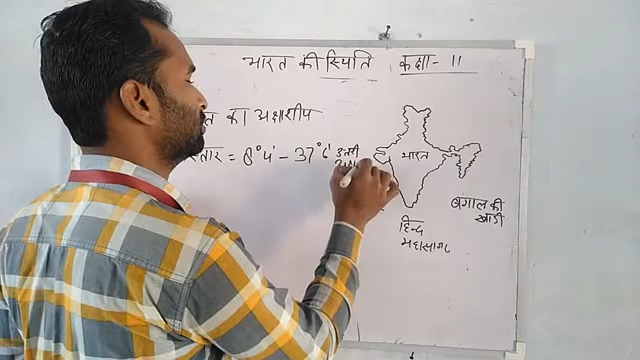 भारत की स्थिति कक्षा - 11
का अक्षाशीप
= 8°4' - 37°6' उत्तरी
भारत
बंगाल की
खाडी
हिन्द
महासागर